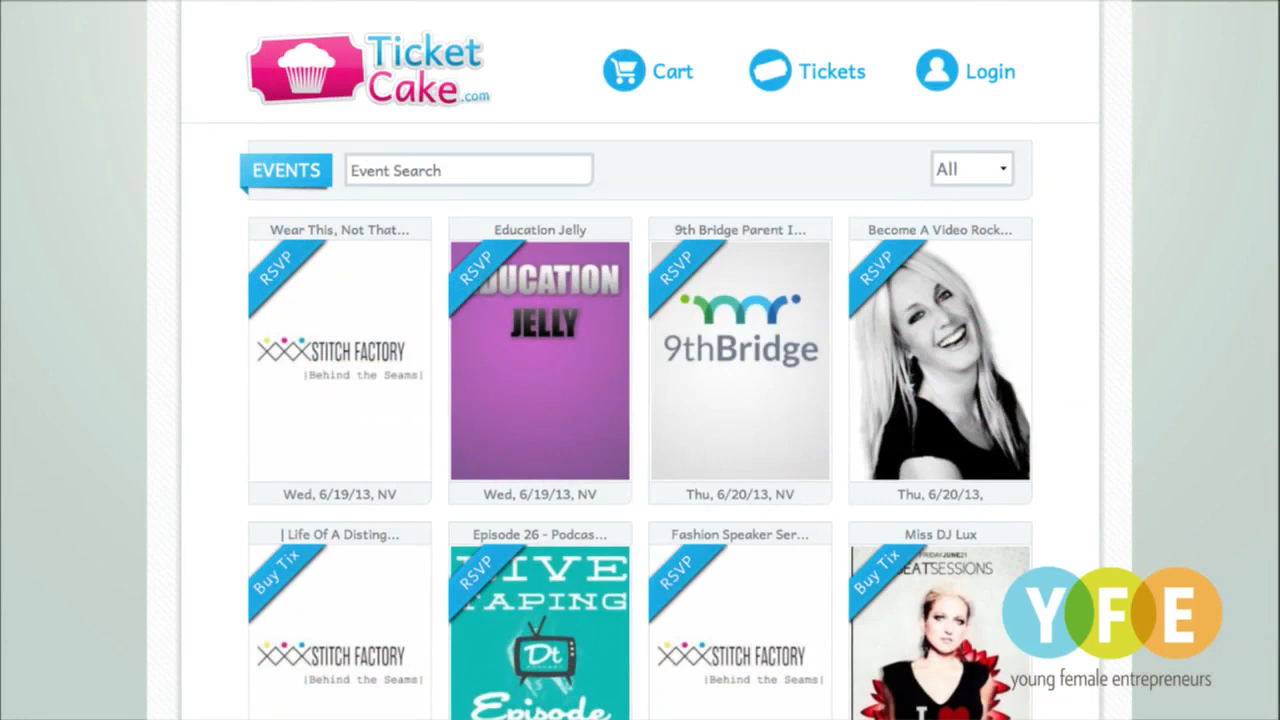 Ticket
Cake.com
Cart
Tickets
Login
EVENTS
Event Search
All
Wear This, Not That...
Education Jelly
9th Bridge Parent I...
Become A Video Rock...
RSVP
RSVP
RSVP
RSVP
EDUCATION
JELLY
STITCH FACTORY
|Behind the Seams|
9thBridge
Wed, 6/19/13, NV
Wed, 6/19/13, NV
Thu, 6/20/13, NV
Thu, 6/20/13,
| Life Of A Disting...
Episode 26 - Podcas...
Fashion Speaker Ser...
Miss DJ Lux
Buy Tix
RSVP
RSVP
Buy Tix
LIVE
TAPING
FRIDAYJUNE21
BEATSESSIONS
Dt
STITCH FACTORY
|Behind the Seams|
STITCH FACTORY
|Behind the Seams|
Episode
I
YFE
young female entrepreneurs